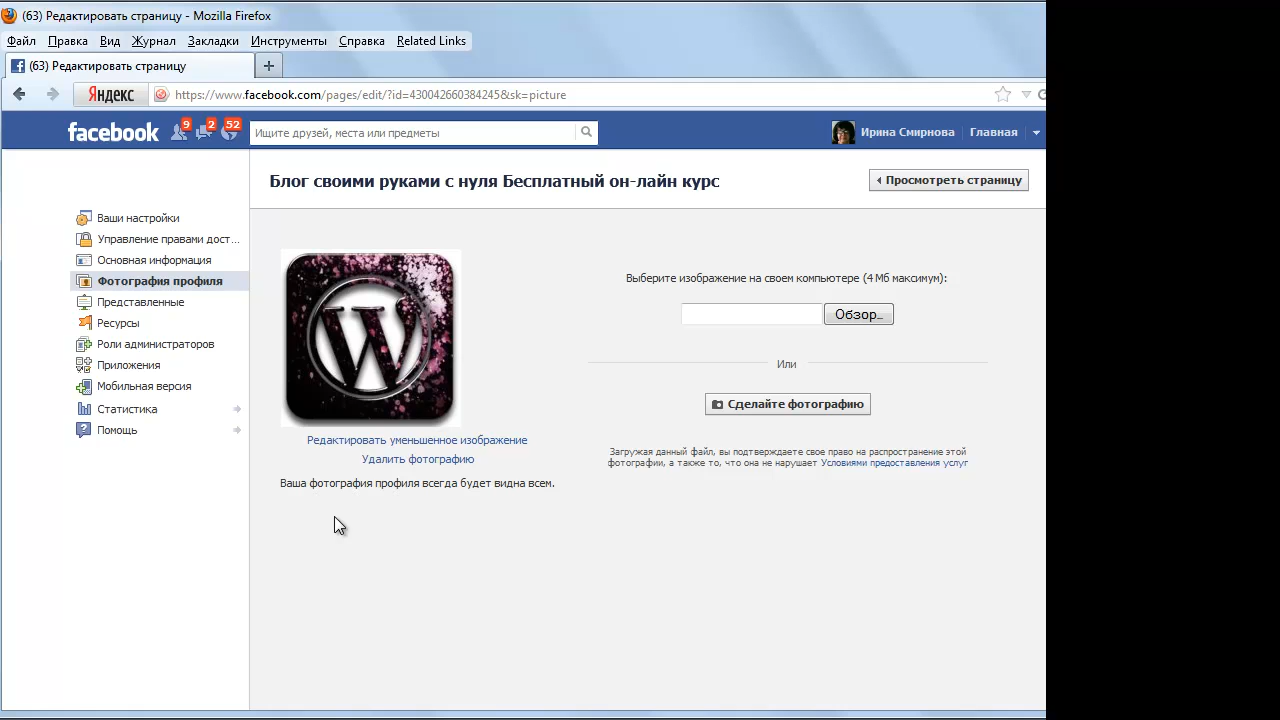 (63) Редактировать страницу - Mozilla Firefox
Файл Правка Вид Журнал Закладки Инструменты Справка Related Links
(63) Редактировать страницу
Яндекс https://www.facebook.com/pages/edit/?id=430042660384245&sk=picture
facebook 9 2 52 Ищите друзей, места или предметы Ирина Смирнова Главная
Блог своими руками с нуля Бесплатный он-лайн курс
Просмотреть страницу
Ваши настройки
Управление правами дост...
Основная информация
Фотография профиля
Представленные
Ресурсы
Роли администраторов
Приложения
Мобильная версия
Статистика
Помощь
W
Редактировать уменьшенное изображение
Удалить фотографию
Ваша фотография профиля всегда будет видна всем.
Выберите изображение на своем компьютере (4 Мб максимум):
Обзор...
Или
Сделайте фотографию
Загружая данный файл, вы подтверждаете свое право на распространение этой
фотографии, а также то, что она не нарушает Условиями предоставления услуг